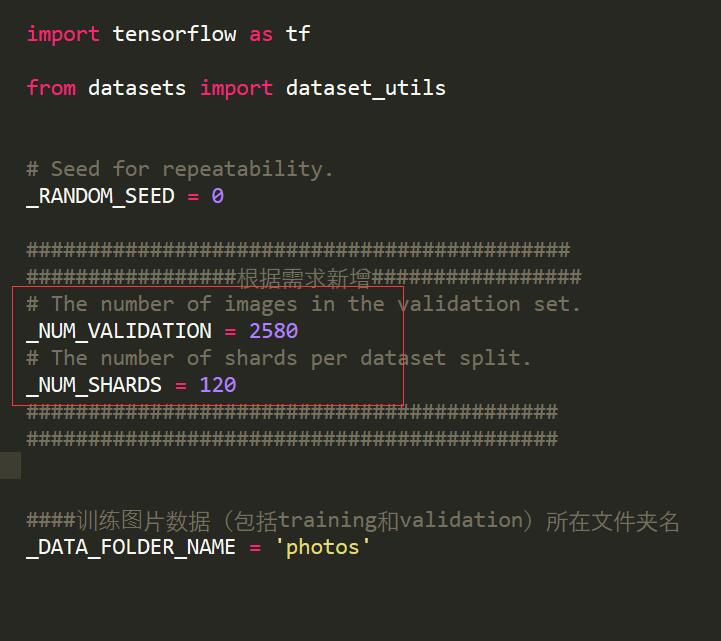 import tensorflow as tf
from datasets import dataset_utils
# Seed for repeatability.
_RANDOM_SEED = 0
############################################
#################根据需求新增#################
# The number of images in the validation set.
_NUM_VALIDATION = 2580
# The number of shards per dataset split.
_NUM_SHARDS = 120
###########################################
###########################################
####训练图片数据（包括training和validation）所在文件夹名
_DATA_FOLDER_NAME = 'photos'